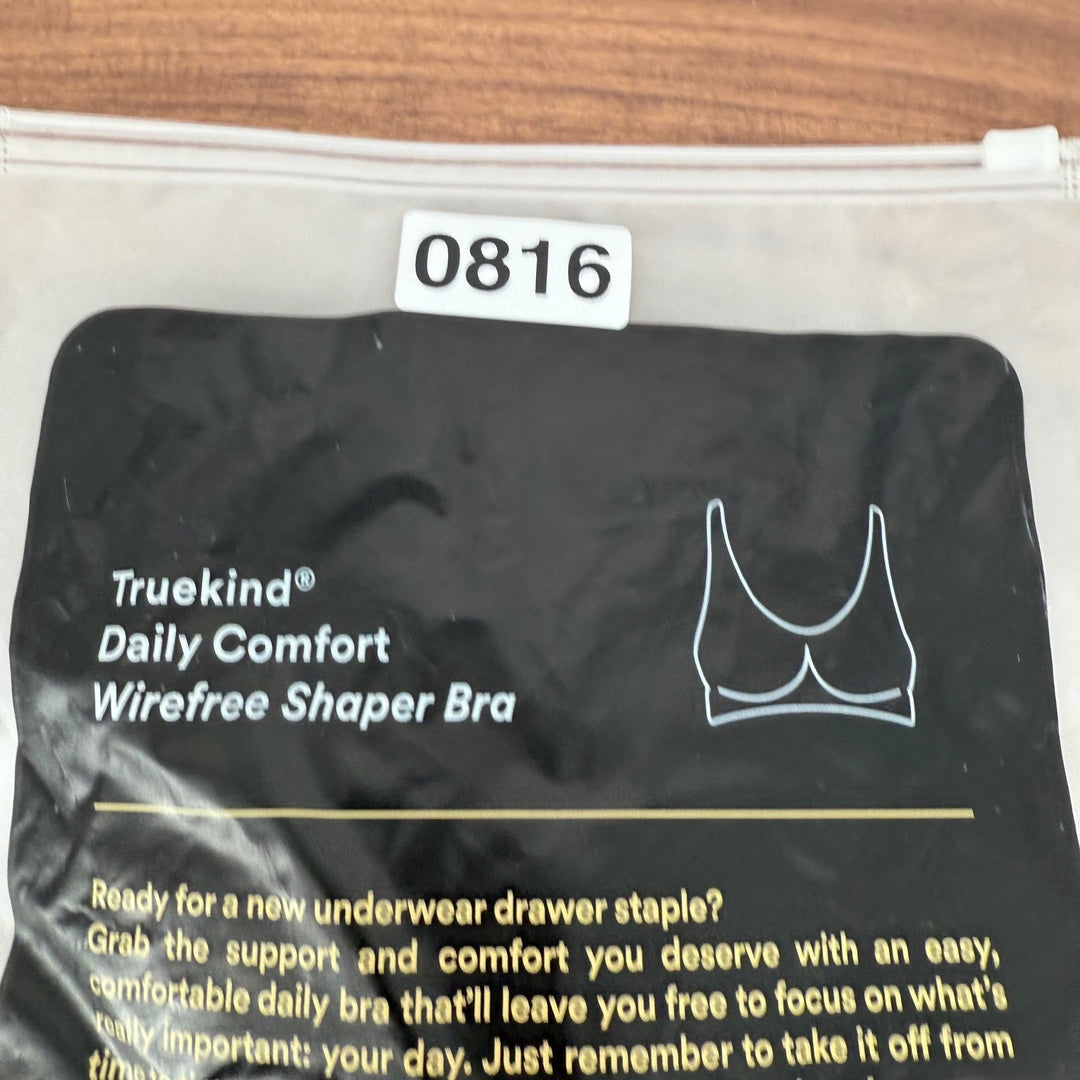 0816
Truekind®
Daily Comfort
Wirefree Shaper Bra
Ready for a new underwear drawer staple?
Grab the support and comfort you deserve with an easy,
comfortable daily bra that'll leave you free to focus on what's
really important: your day. Just remember to take it off from